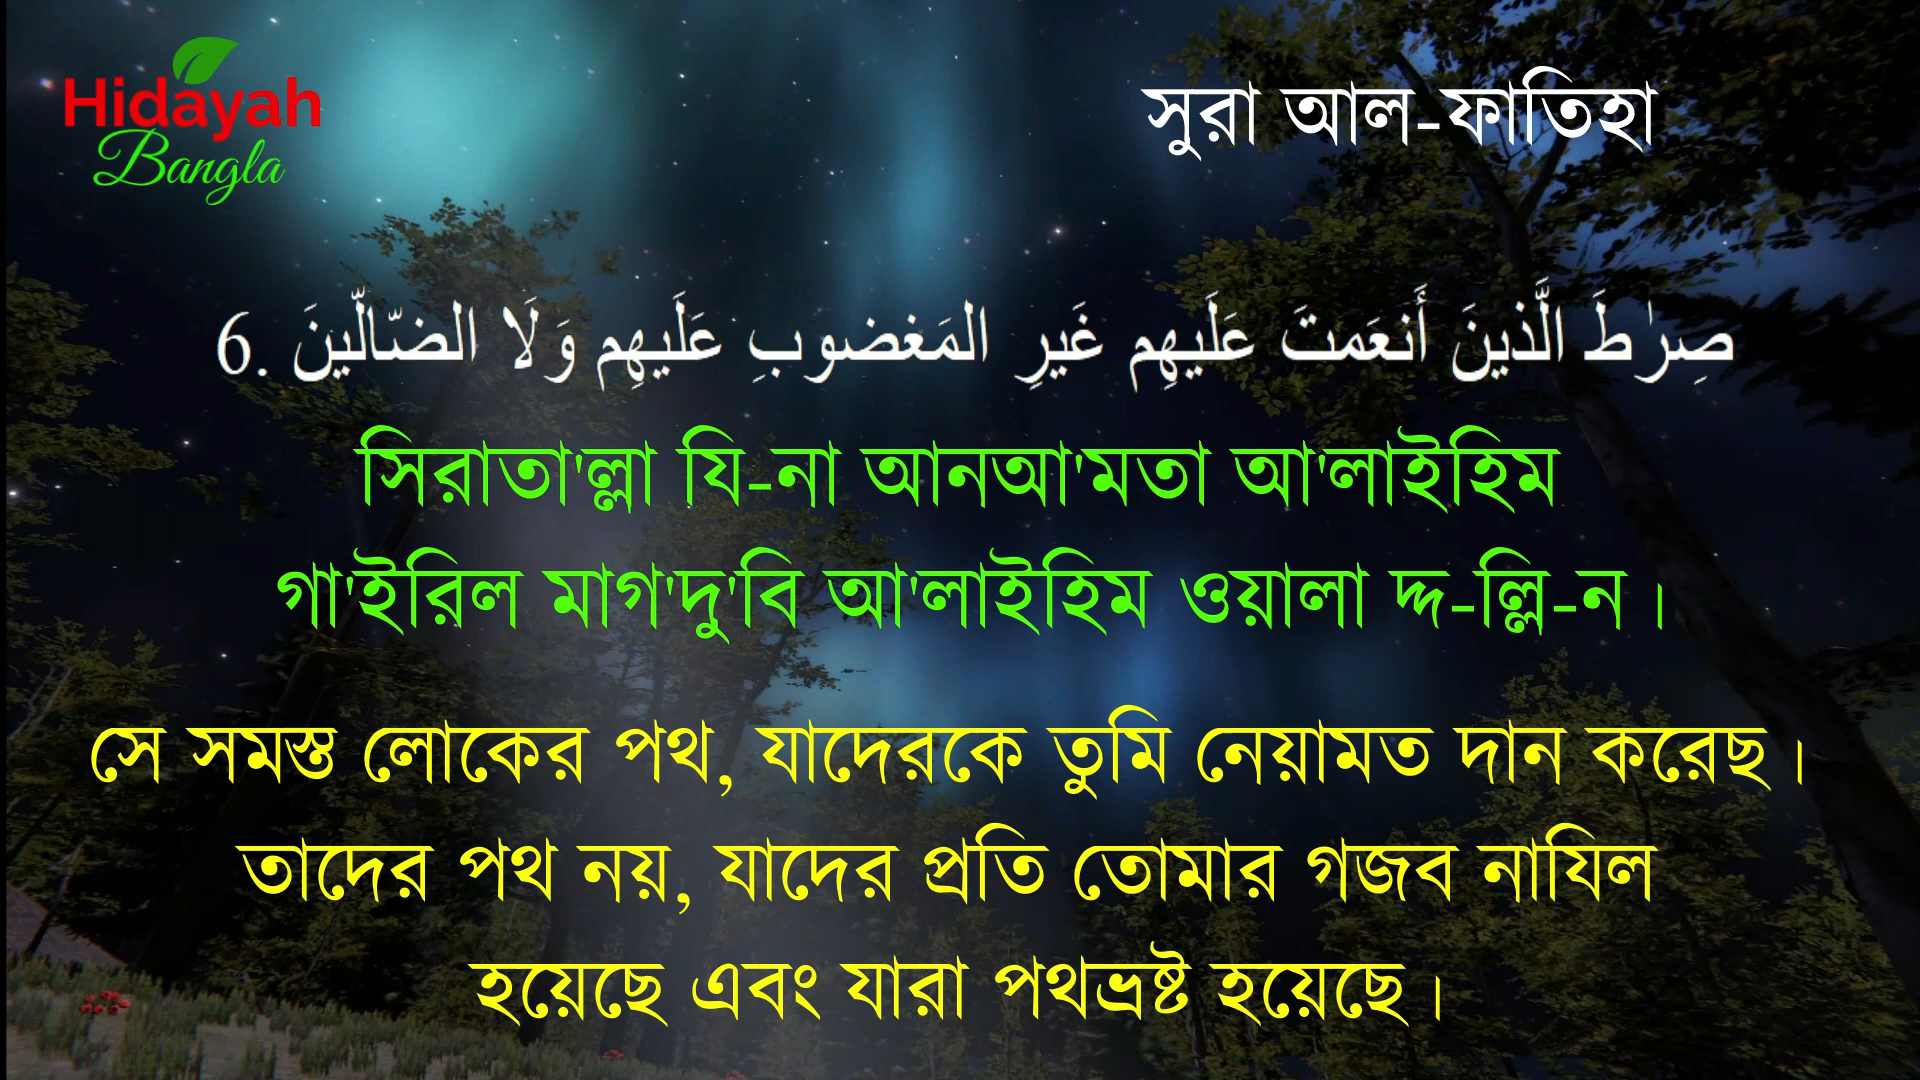 Hidayah
Bangla
সুরা আল-ফাতিহা
6. صِرٰطَ الَّذينَ أَنعَمتَ عَلَيهِم غَيرِ المَغضوبِ عَلَيهِم وَلَا الضّالّينَ
সিরাতা'ল্লা যি-না আনআ'মতা আ'লাইহিম
গা'ইরিল মাগ'দু'বি আ'লাইহিম ওয়ালা দ্দ-ল্লি-ন।
সে সমস্ত লোকের পথ, যাদেরকে তুমি নেয়ামত দান করেছ।
তাদের পথ নয়, যাদের প্রতি তোমার গজব নাযিল
হয়েছে এবং যারা পথভ্রষ্ট হয়েছে।